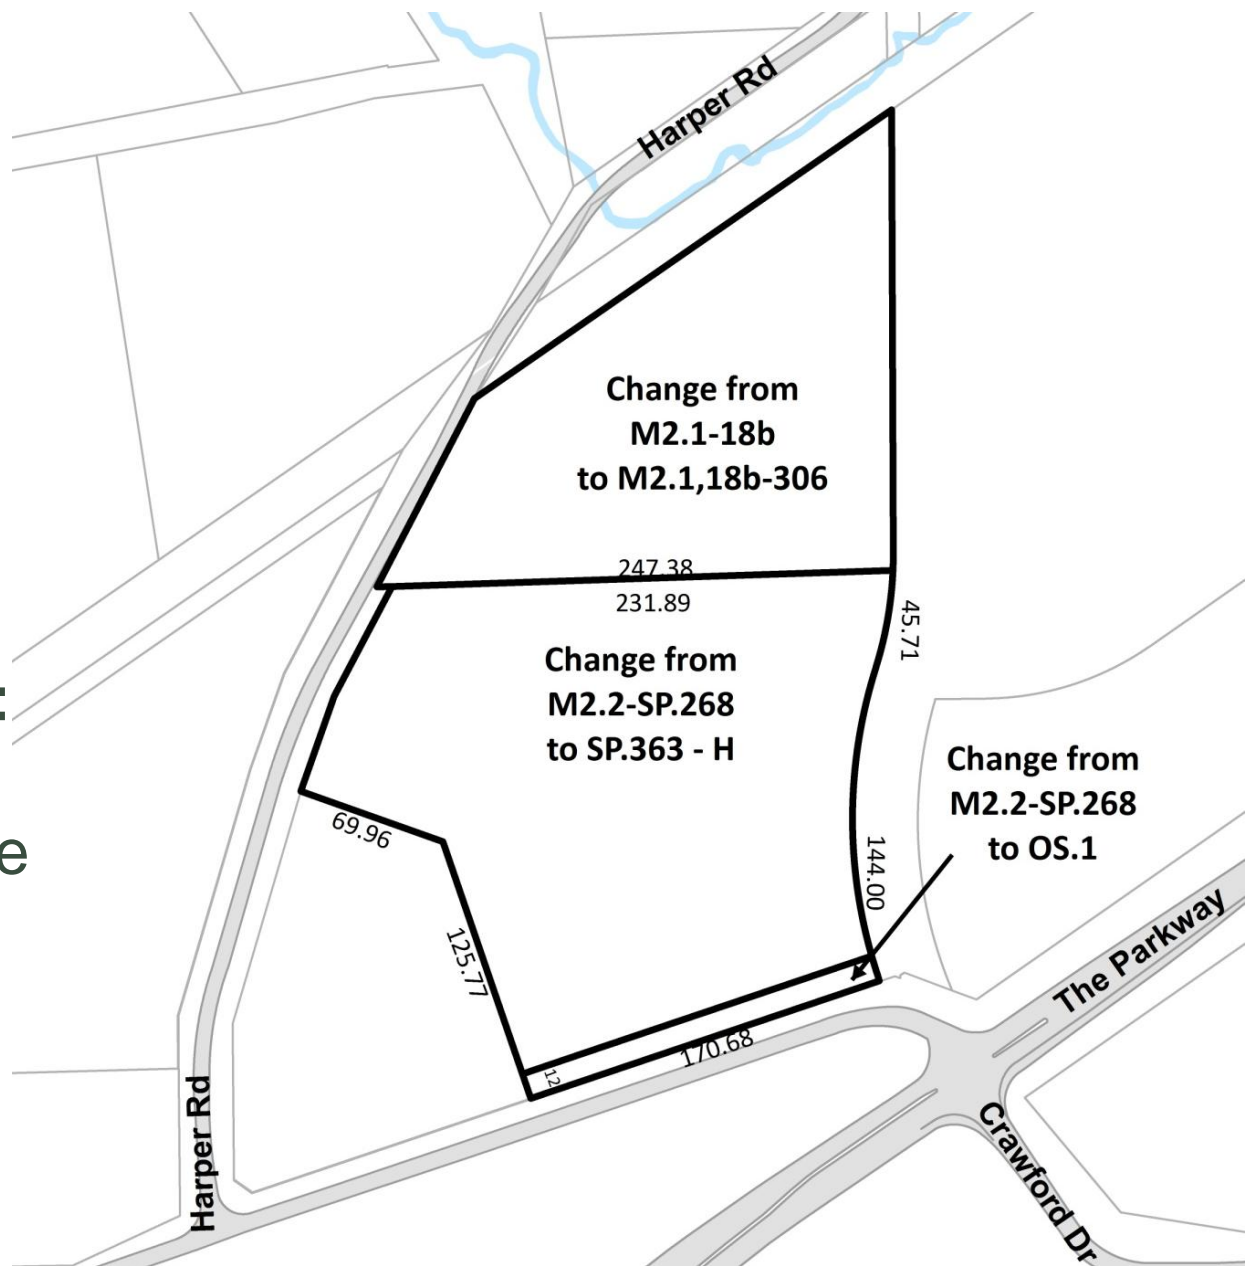 Harper Rd
Change from
M2.1-18b
to M2.1,18b-306
247.38
231.89
45.71
Change from
M2.2-SP.268
to SP.363 - H
:
Change from
M2.2-SP.268
to OS.1
69.96
e
144.00
125.77
The Parkway
170.68
12
Harper Rd
Crawford Dr